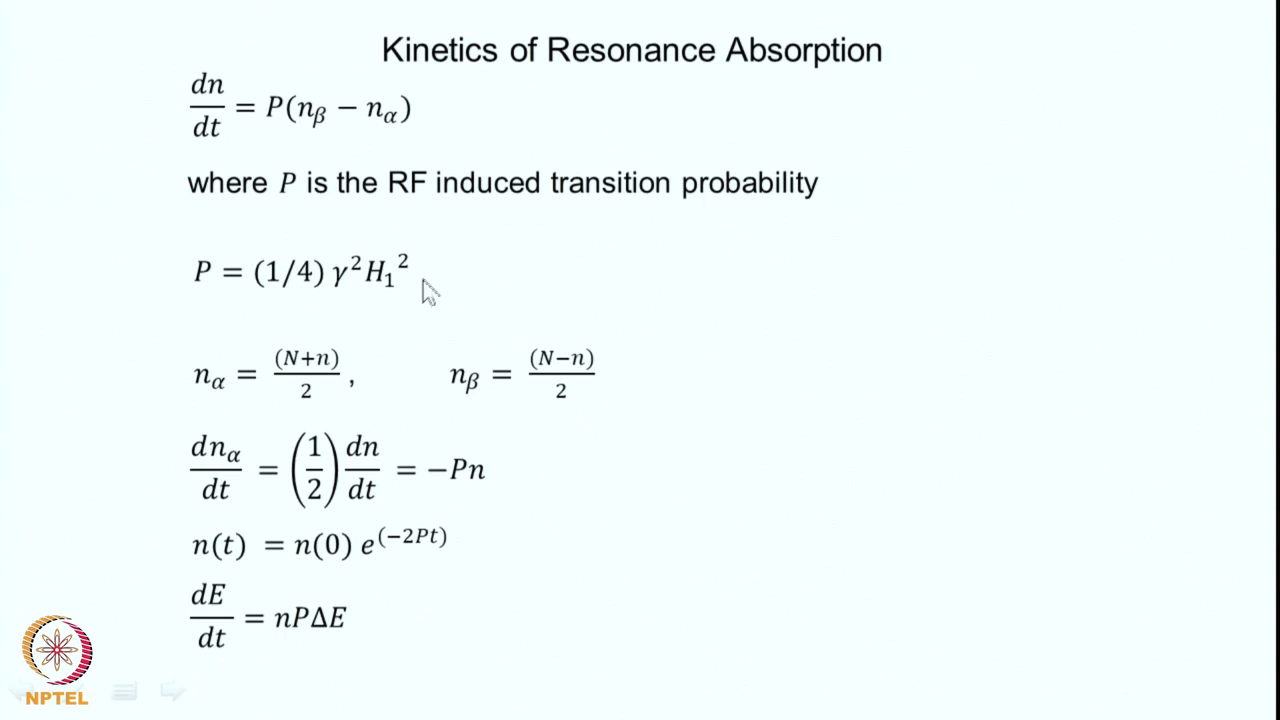 Kinetics of Resonance Absorption
dn/dt = P(n_β − n_α)
where P is the RF induced transition probability
P = (1/4) γ²H₁²
n_α = (N+n)/2 , n_β = (N−n)/2
dn_α/dt = (1/2) dn/dt = −Pn
n(t) = n(0) e^(−2Pt)
dE/dt = nPΔE
NPTEL